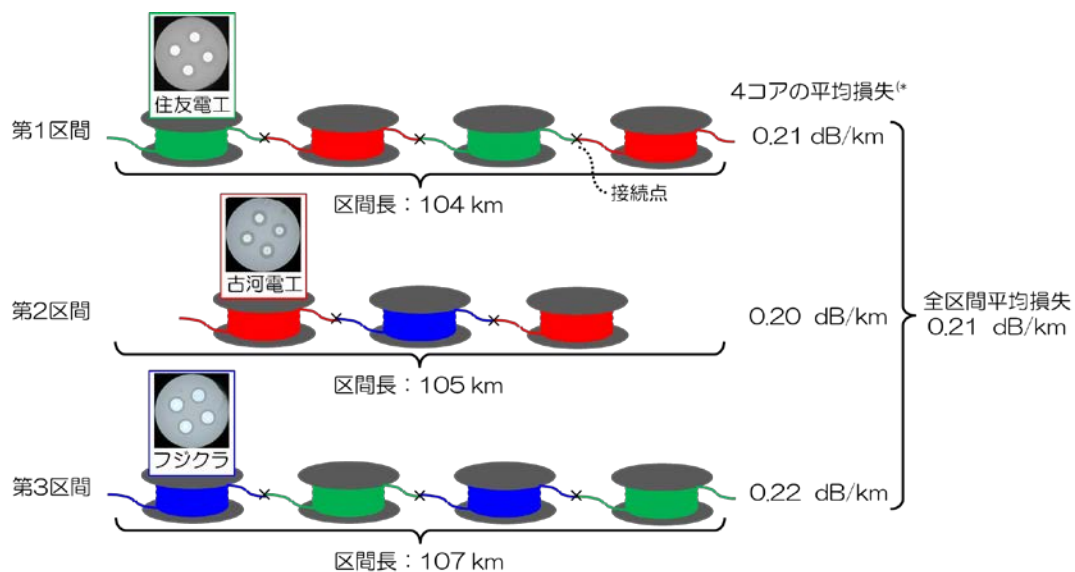 住友電工
4コアの平均損失(*
第1区間
0.21 dB/km
接続点
区間長：104 km
古河電工
第2区間
0.20 dB/km
全区間平均損失
0.21 dB/km
区間長：105 km
フジクラ
第3区間
0.22 dB/km
区間長：107 km